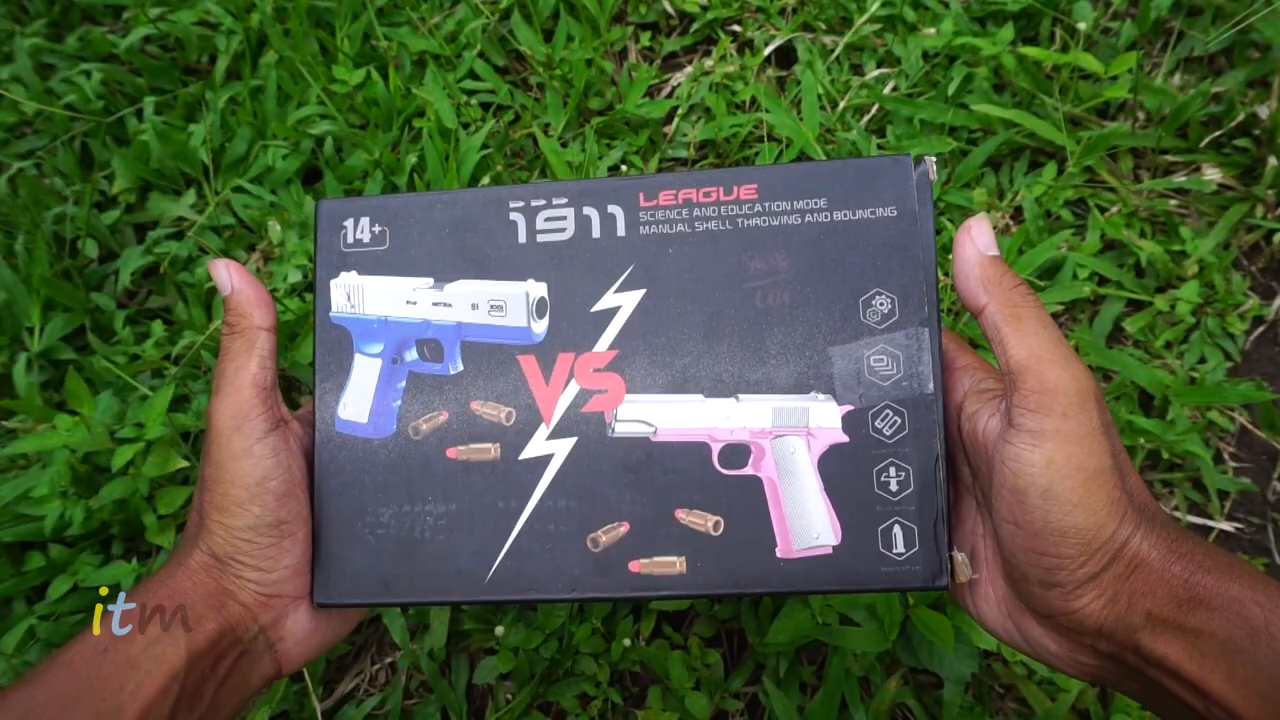 14+
1911
LEAGUE
SCIENCE AND EDUCATION MODE
MANUAL SHELL THROWING AND BOUNCING
VS
itm